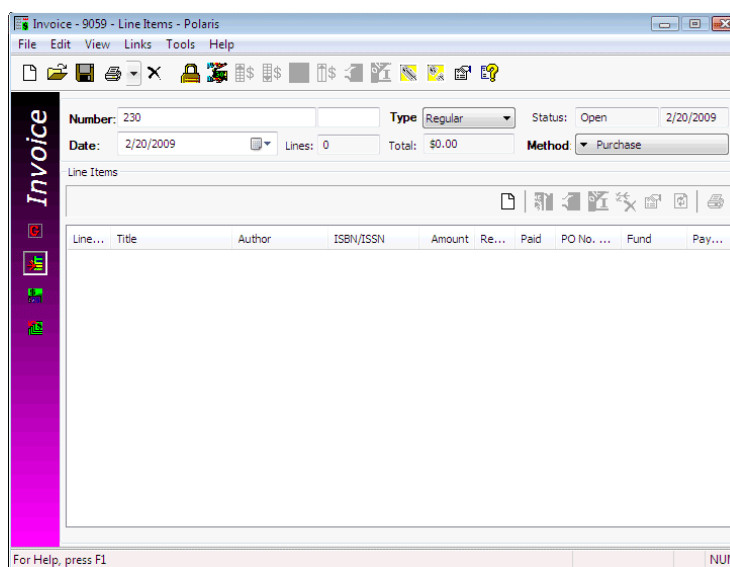 Invoice - 9059 - Line Items - Polaris
File Edit View Links Tools Help
Invoice
Number: 230 Type Regular Status: Open 2/20/2009
Date: 2/20/2009 Lines: 0 Total: $0.00 Method: Purchase
Line Items
Line... Title Author ISBN/ISSN Amount Re... Paid PO No. ... Fund Pay...
For Help, press F1 NUM